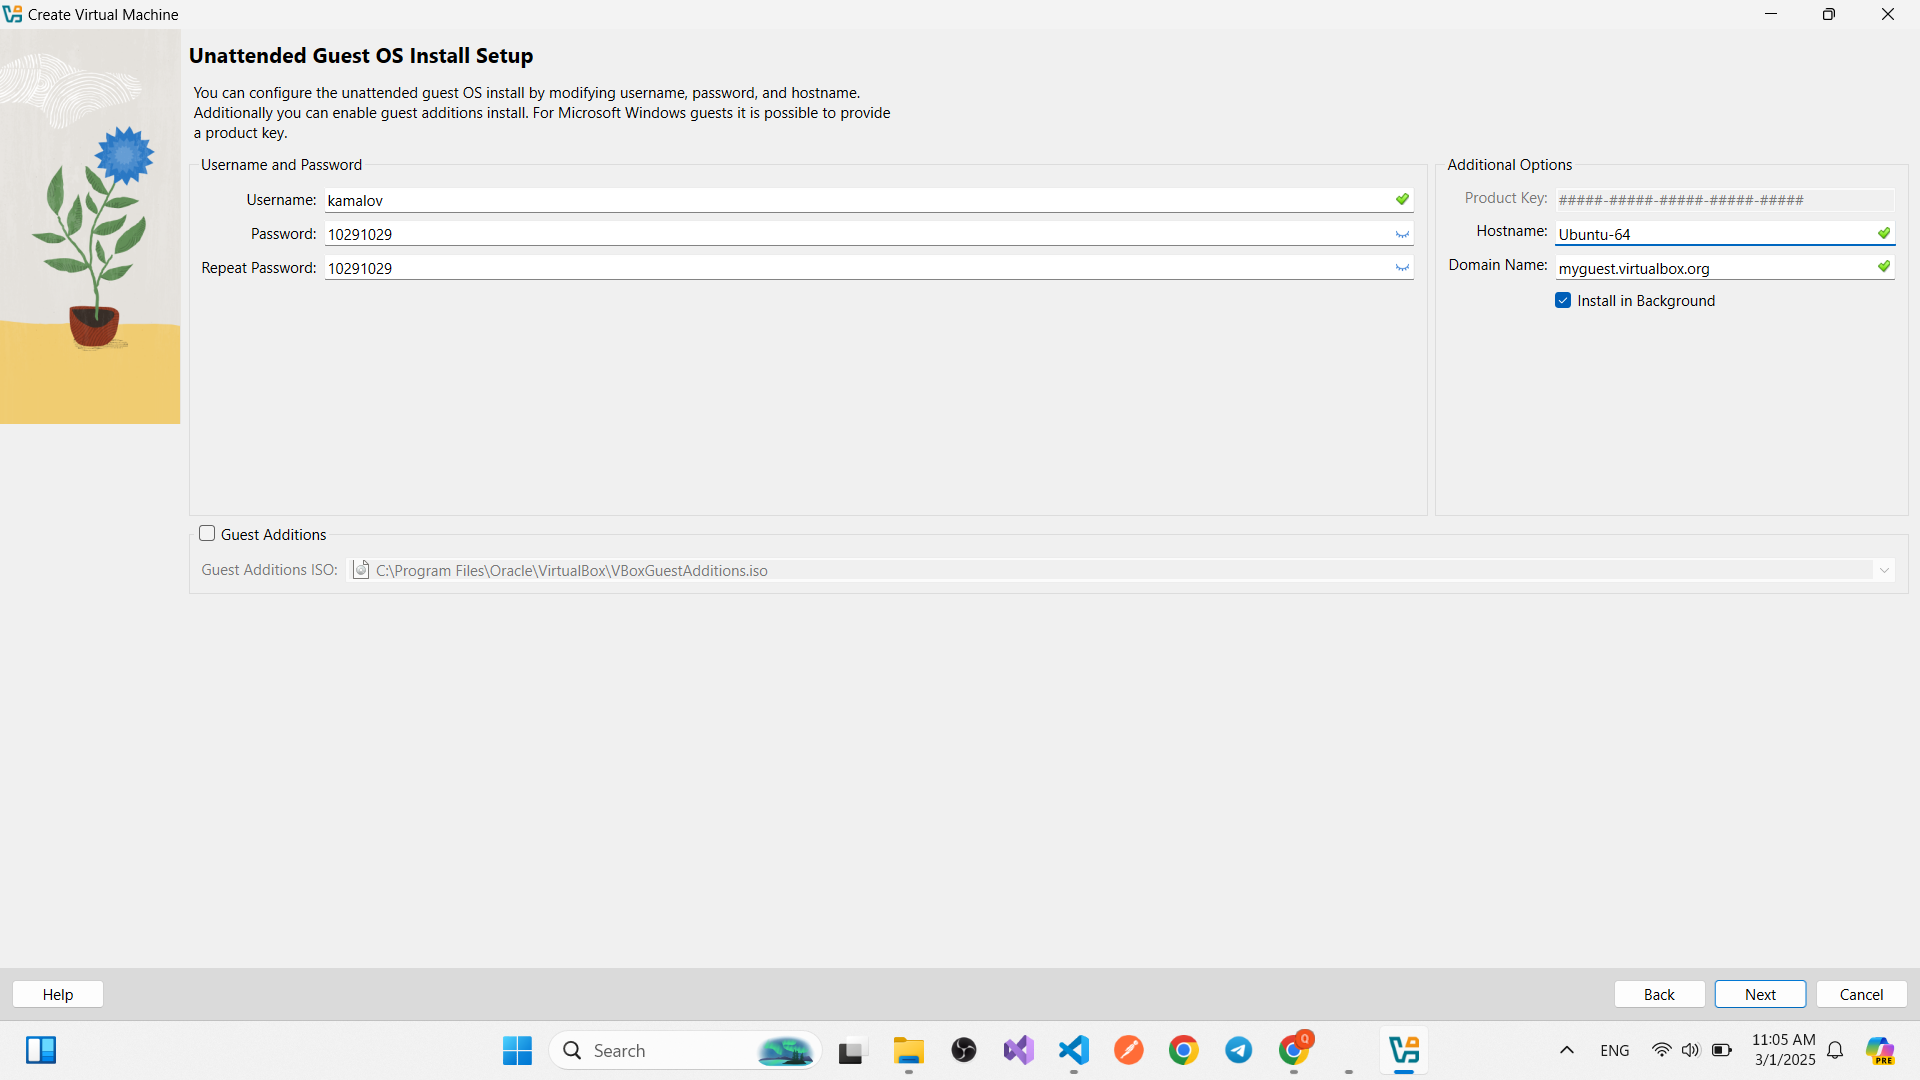 Create Virtual Machine
Unattended Guest OS Install Setup
You can configure the unattended guest OS install by modifying username, password, and hostname.
Additionally you can enable guest additions install. For Microsoft Windows guests it is possible to provide
a product key.
Username and Password
Username: kamalov
Password: 10291029
Repeat Password: 10291029
Additional Options
Product Key: #####-#####-#####-#####-#####
Hostname: Ubuntu-64
Domain Name: myguest.virtualbox.org
Install in Background
Guest Additions
Guest Additions ISO: C:\Program Files\Oracle\VirtualBox\VBoxGuestAdditions.iso
Help
Back
Next
Cancel
Search
Q
ENG
11:05 AM
3/1/2025
PRE